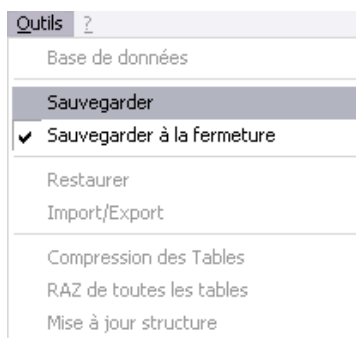 Outils ?
Base de données
Sauvegarder
Sauvegarder à la fermeture
Restaurer
Import/Export
Compression des Tables
RAZ de toutes les tables
Mise à jour structure